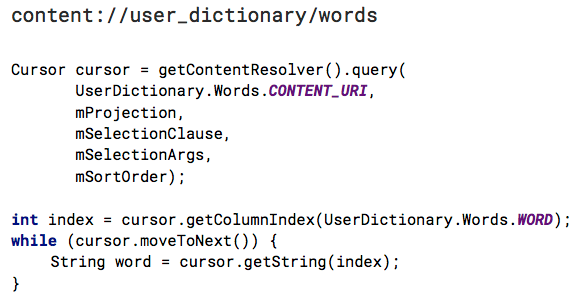 content://user_dictionary/words
Cursor cursor = getContentResolver().query(
        UserDictionary.Words.CONTENT_URI,
        mProjection,
        mSelectionClause,
        mSelectionArgs,
        mSortOrder);
int index = cursor.getColumnIndex(UserDictionary.Words.WORD);
while (cursor.moveToNext()) {
     String word = cursor.getString(index);
}